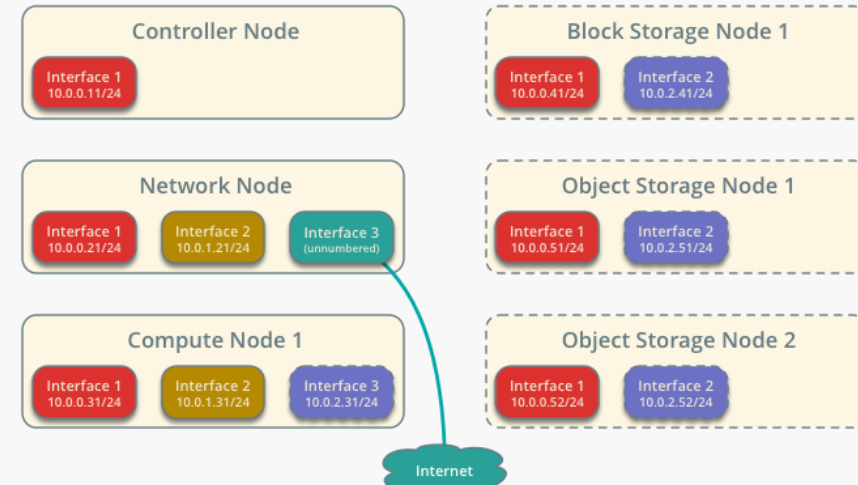 Controller Node
Interface 1
10.0.0.11/24
Block Storage Node 1
Interface 1
10.0.0.41/24
Interface 2
10.0.2.41/24
Network Node
Interface 1
10.0.0.21/24
Interface 2
10.0.1.21/24
Interface 3
(unnumbered)
Object Storage Node 1
Interface 1
10.0.0.51/24
Interface 2
10.0.2.51/24
Compute Node 1
Interface 1
10.0.0.31/24
Interface 2
10.0.1.31/24
Interface 3
10.0.2.31/24
Object Storage Node 2
Interface 1
10.0.0.52/24
Interface 2
10.0.2.52/24
Internet